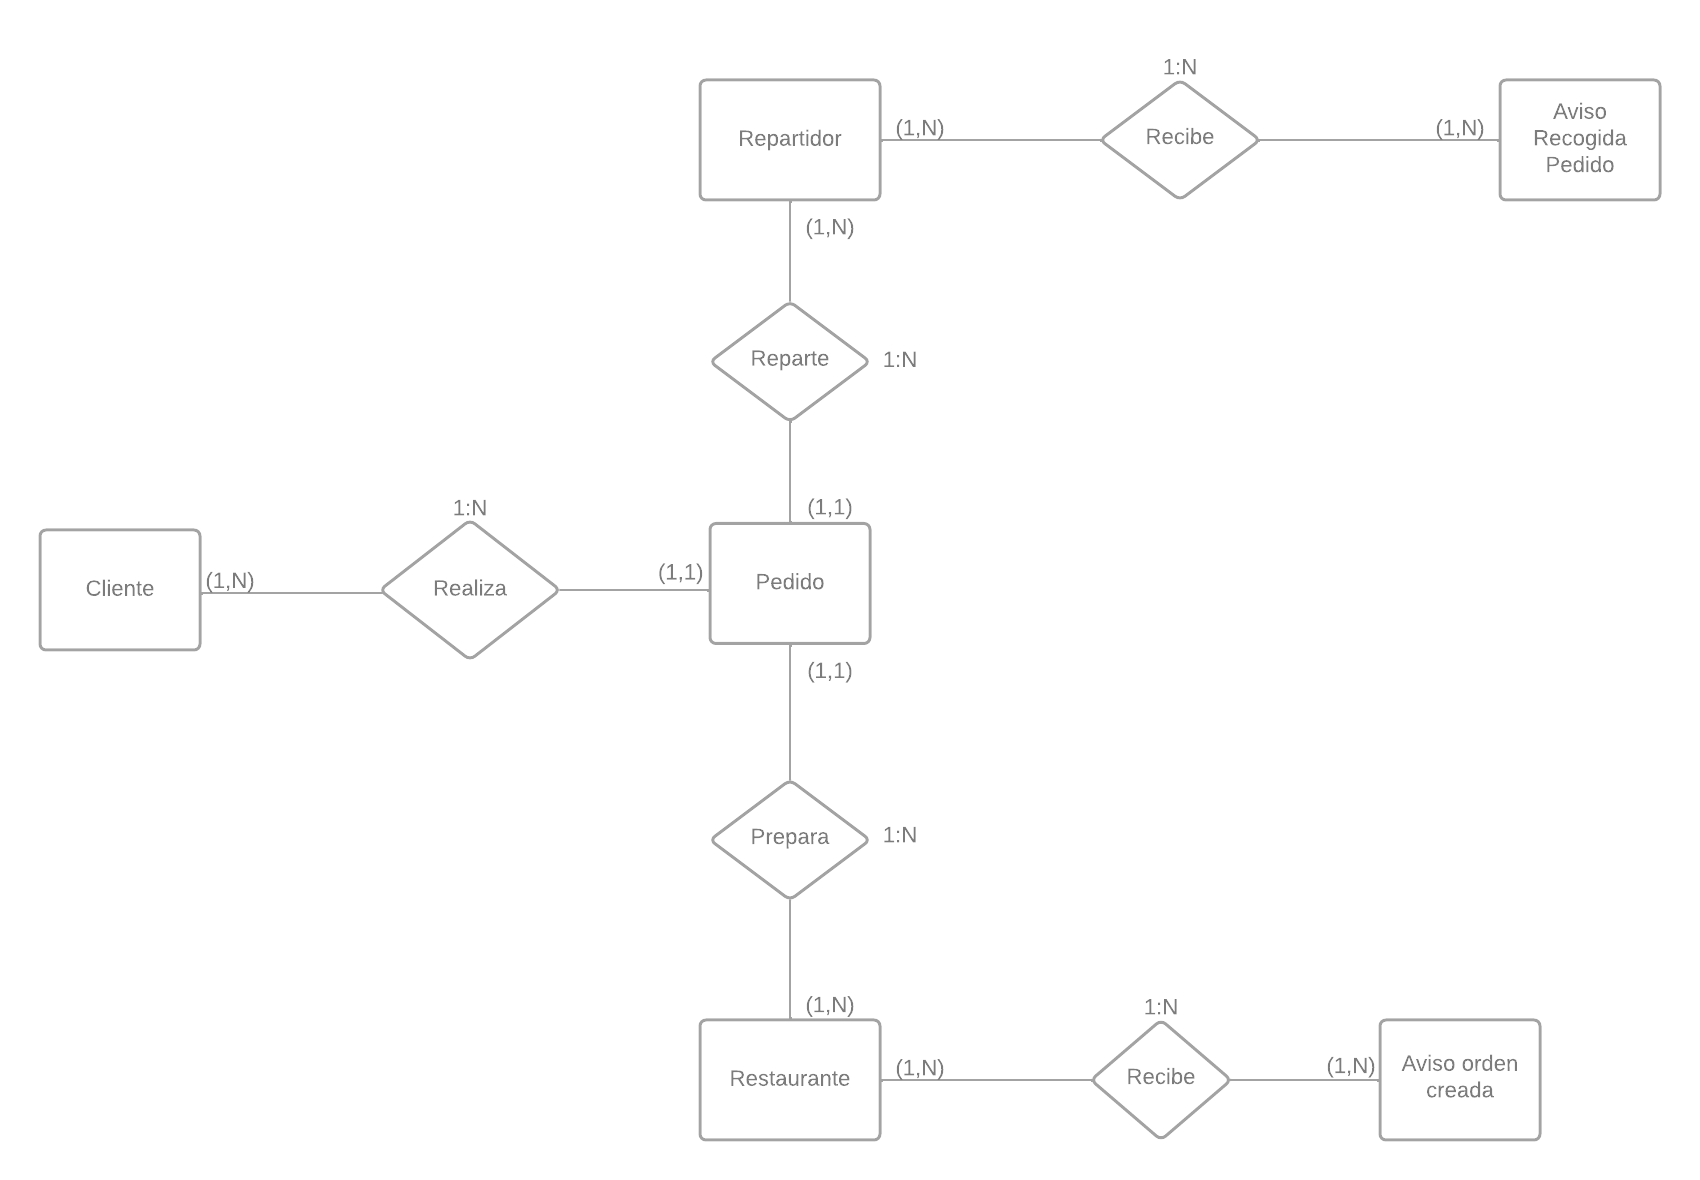 1:N
Repartidor
(1,N)
Recibe
(1,N)
Aviso
Recogida
Pedido
(1,N)
Reparte
1:N
(1,1)
1:N
Cliente
(1,N)
Realiza
(1,1)
Pedido
(1,1)
Prepara
1:N
(1,N)
1:N
Restaurante
(1,N)
Recibe
(1,N)
Aviso orden
creada